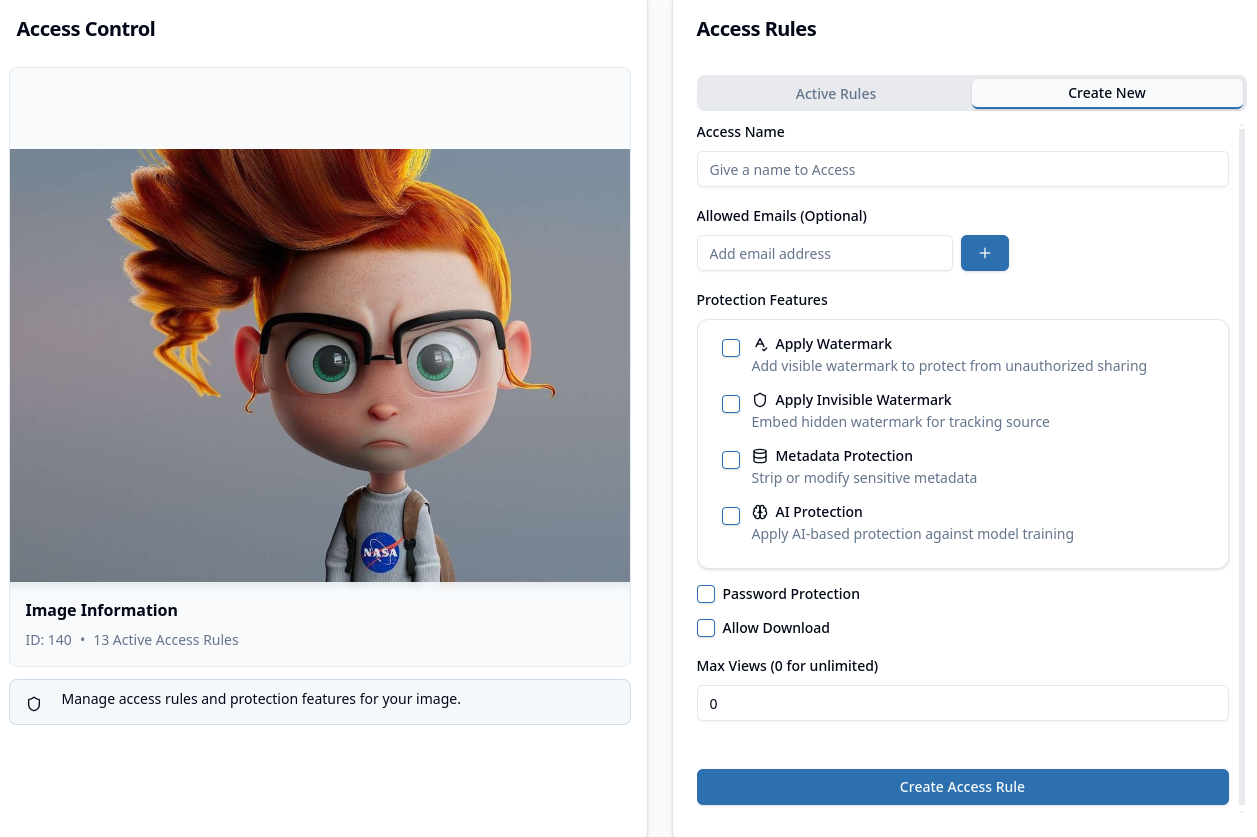 Access Control
NASA
Image Information
ID: 140 • 13 Active Access Rules
Manage access rules and protection features for your image.
Access Rules
Active Rules
Create New
Access Name
Give a name to Access
Allowed Emails (Optional)
Add email address
Protection Features
Apply Watermark
Add visible watermark to protect from unauthorized sharing
Apply Invisible Watermark
Embed hidden watermark for tracking source
Metadata Protection
Strip or modify sensitive metadata
AI Protection
Apply AI-based protection against model training
Password Protection
Allow Download
Max Views (0 for unlimited)
0
Create Access Rule